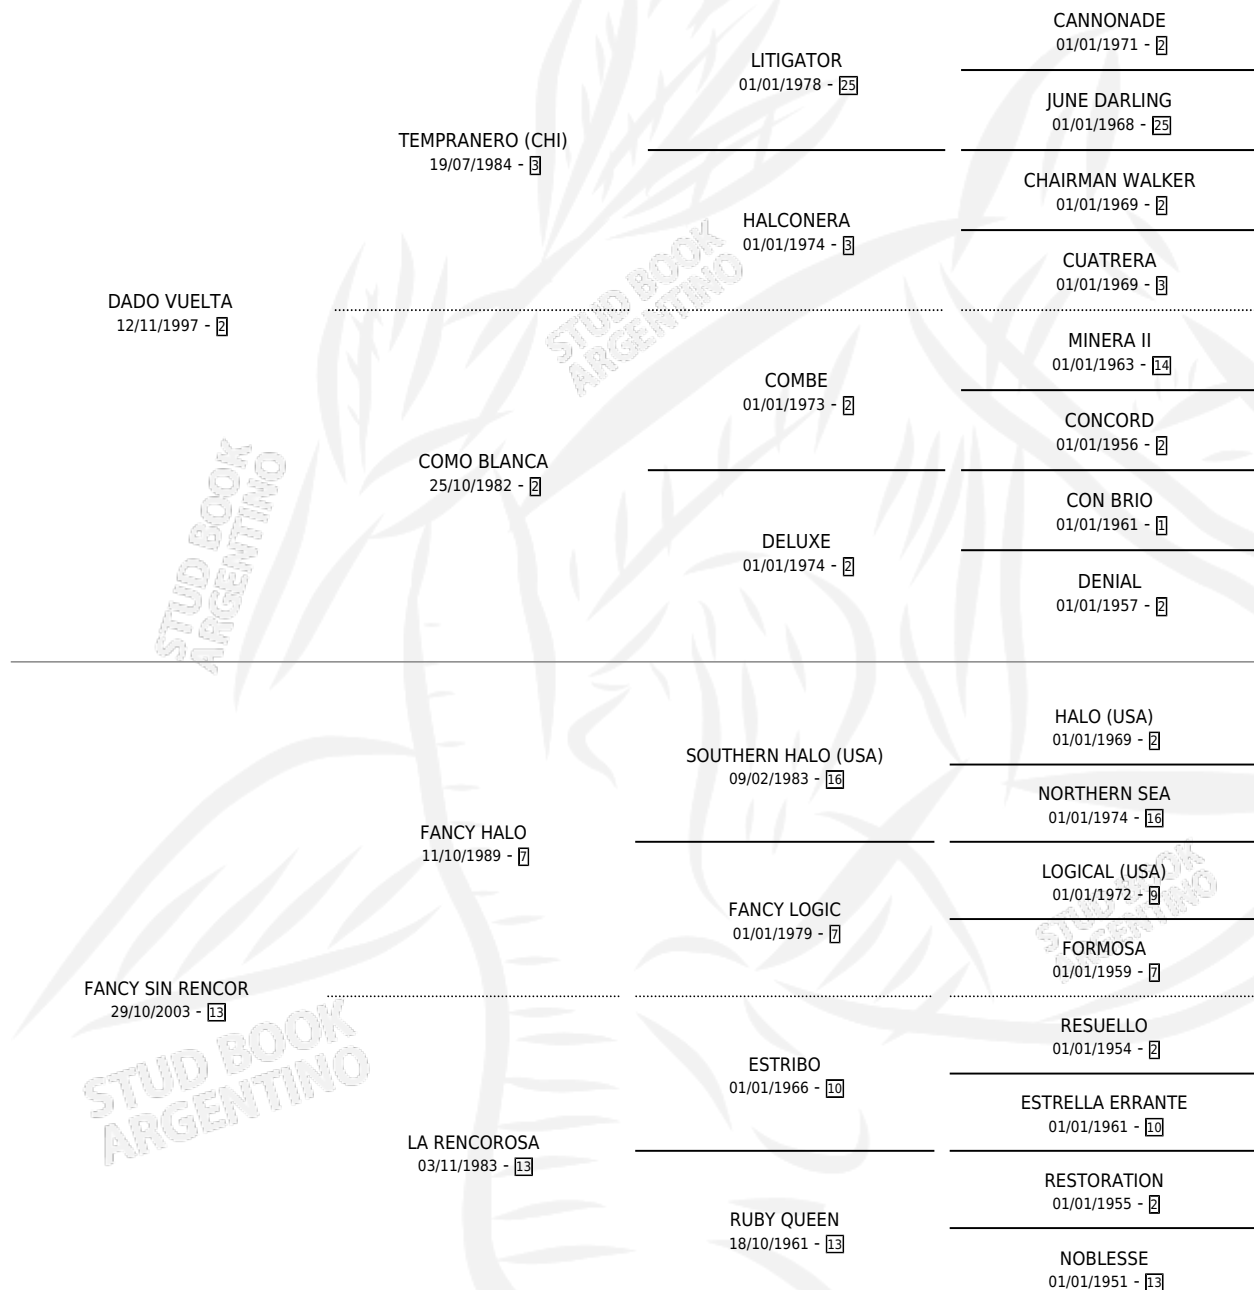 CANNONADE
01/01/1971 - 2
LITIGATOR
01/01/1978 - 25
JUNE DARLING
01/01/1968 - 25
TEMPRANERO (CHI)
19/07/1984 - 3
CHAIRMAN WALKER
01/01/1969 - 2
HALCONERA
01/01/1974 - 3
CUATRERA
01/01/1969 - 3
DADO VUELTA
12/11/1997 - 2
MINERA II
01/01/1963 - 14
COMBE
01/01/1973 - 2
CONCORD
01/01/1956 - 2
COMO BLANCA
25/10/1982 - 2
CON BRIO
01/01/1961 - 1
DELUXE
01/01/1974 - 2
DENIAL
01/01/1957 - 2
HALO (USA)
01/01/1969 - 2
SOUTHERN HALO (USA)
09/02/1983 - 16
NORTHERN SEA
01/01/1974 - 16
FANCY HALO
11/10/1989 - 7
LOGICAL (USA)
01/01/1972 - 9
FANCY LOGIC
01/01/1979 - 7
FORMOSA
01/01/1959 - 7
FANCY SIN RENCOR
29/10/2003 - 13
RESUELLO
01/01/1954 - 2
ESTRIBO
01/01/1966 - 10
ESTRELLA ERRANTE
01/01/1961 - 10
LA RENCOROSA
03/11/1983 - 13
RESTORATION
01/01/1955 - 2
RUBY QUEEN
18/10/1961 - 13
NOBLESSE
01/01/1951 - 13
STUD BOOK
ARGENTINO
STUD BOOK
ARGENTINO
STUD BOOK
ARGENTINO
STUD BOOK
ARGENTINO